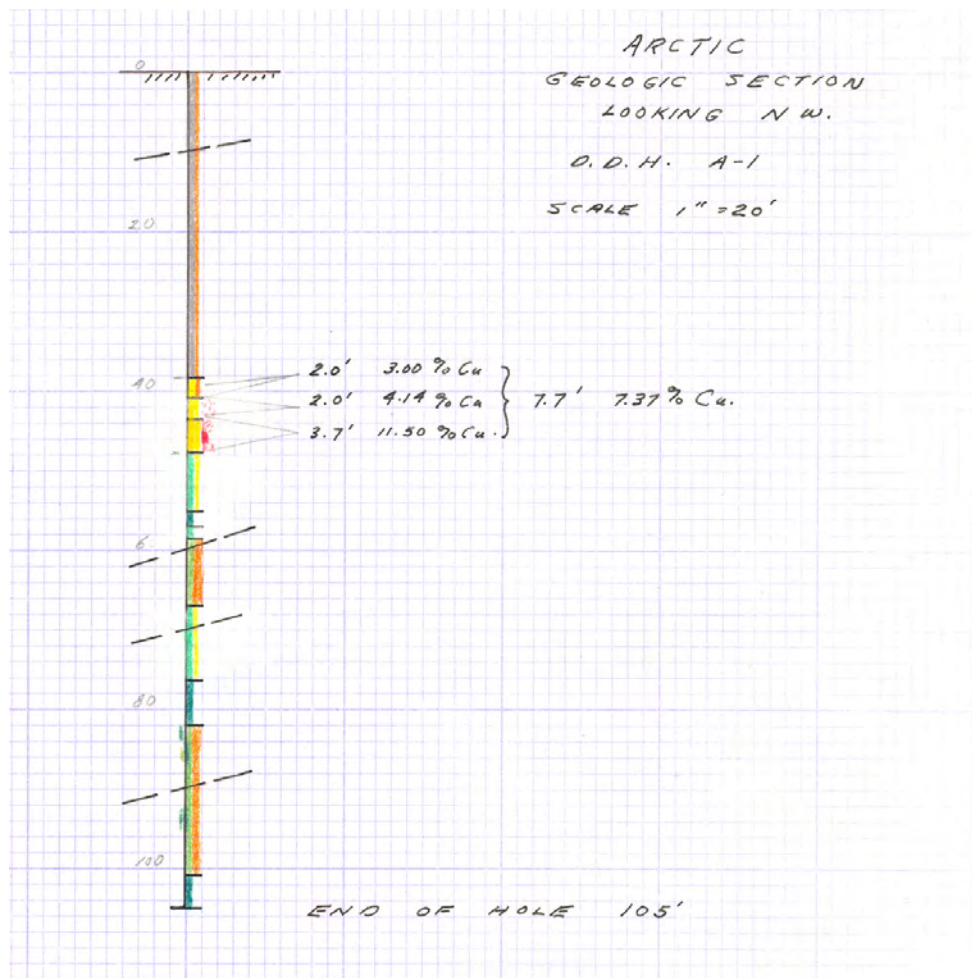 ARCTIC
GEOLOGIC SECTION
LOOKING NW.
D.D.H. A-1
SCALE 1" = 20'
0
20
40
2.0' 3.00 % Cu
2.0' 4.14 % Cu
3.7' 11.50 % Cu.
7.7' 7.37 % Cu.
6
80
100
END OF HOLE 105'